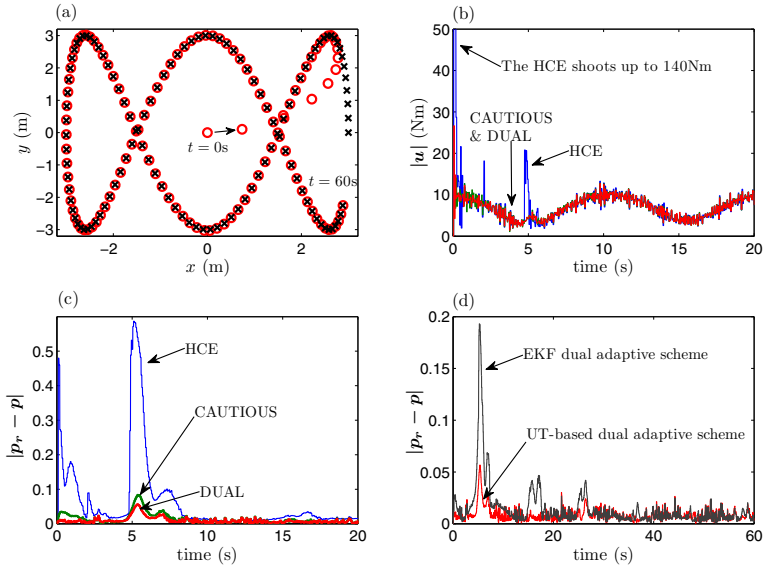 (a)
3
2
1
0
−1
−2
−3
y (m)
t = 0s
t = 60s
−2
0
2
x (m)
(b)
50
40
30
20
10
0
|u| (Nm)
The HCE shoots up to 140Nm
CAUTIOUS
& DUAL
HCE
0
5
10
15
20
time (s)
(c)
0.5
0.4
0.3
0.2
0.1
0
|pr − p|
HCE
CAUTIOUS
DUAL
0
5
10
15
20
time (s)
(d)
0.2
0.15
0.1
0.05
0
|pr − p|
EKF dual adaptive scheme
UT-based dual adaptive scheme
0
20
40
60
time (s)